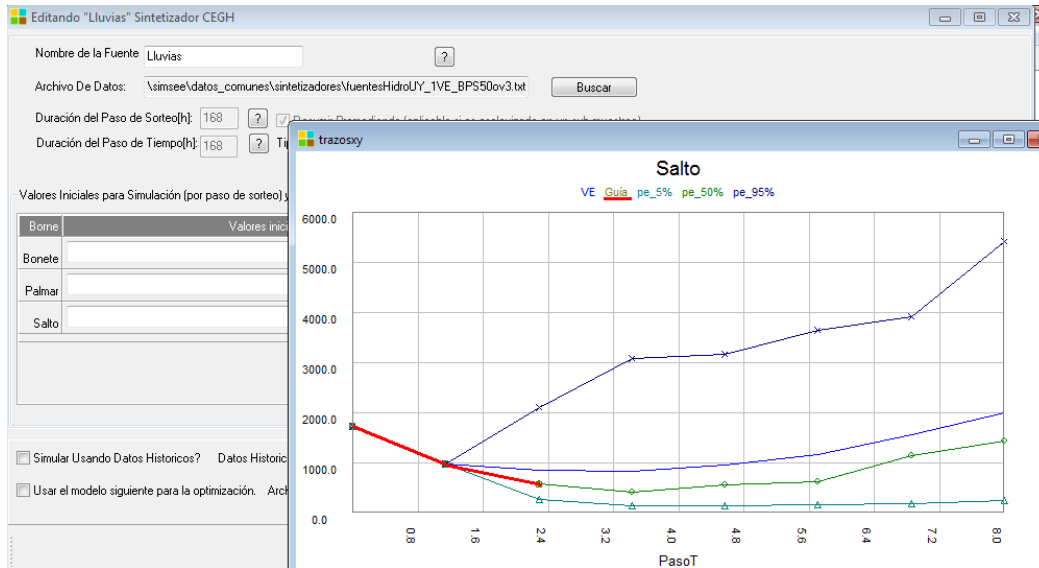 Editando "Lluvias" Sintetizador CEGH
Nombre de la Fuente Lluvias ?
Archivo De Datos: \simsee\datos_comunes\sintetizadores\fuentesHidroUY_1VE_BPS50ov3.txt Buscar
Duración del Paso de Sorteo[h]: 168 ?
Duración del Paso de Tiempo[h]: 168 ?
Valores Iniciales para Simulación (por paso de sorteo) y
Borne Valores inici
Bonete
Palmar
Salto
Simular Usando Datos Historicos? Datos Historic
Usar el modelo siguiente para la optimización. Arch
trazosxy
Salto
VE Guía pe_5% pe_50% pe_95%
6000.0
5000.0
4000.0
3000.0
2000.0
1000.0
0.0
0.8 1.6 2.4 3.2 4.0 4.8 5.6 6.4 7.2 8.0
PasoT